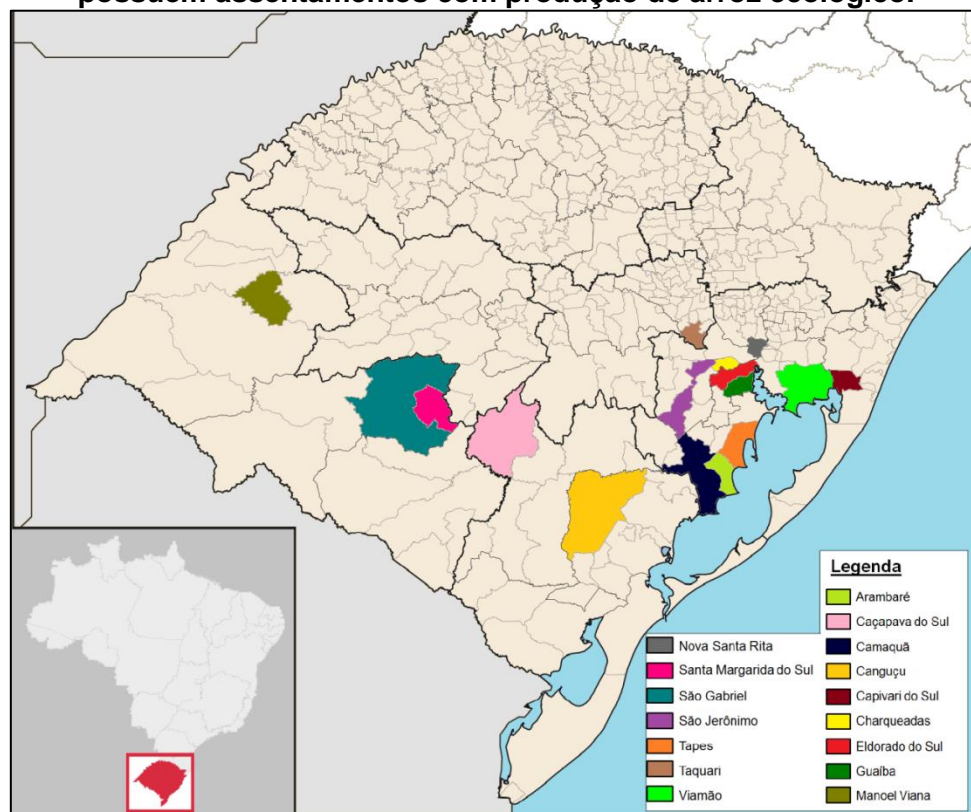 possuem assentamentos com produção de arroz ecológico.
Legenda
Arambaré
Caçapava do Sul
Camaquã
Canguçu
Capivari do Sul
Charqueadas
Eldorado do Sul
Guaíba
Manoel Viana
Nova Santa Rita
Santa Margarida do Sul
São Gabriel
São Jerônimo
Tapes
Taquari
Viamão